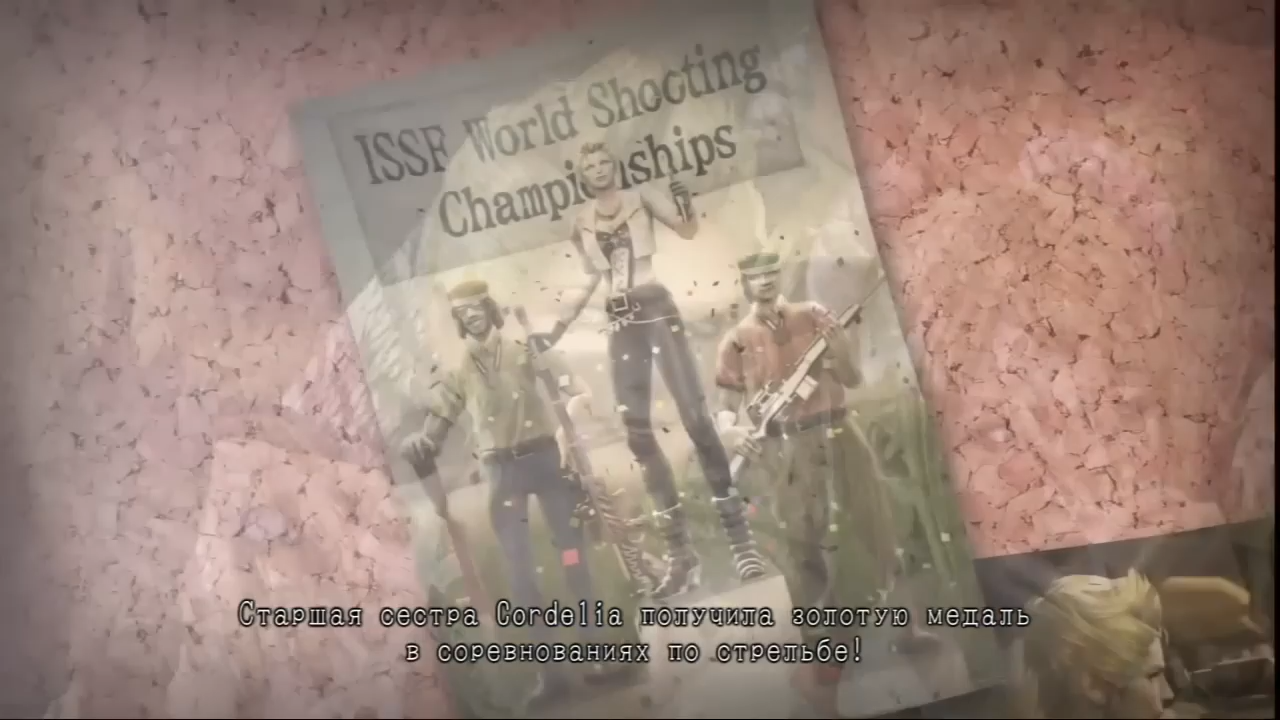 ISSF World Shooting
Championships
Старшая сестра Cordelia получила золотую медаль
в соревнованиях по стрельбе!